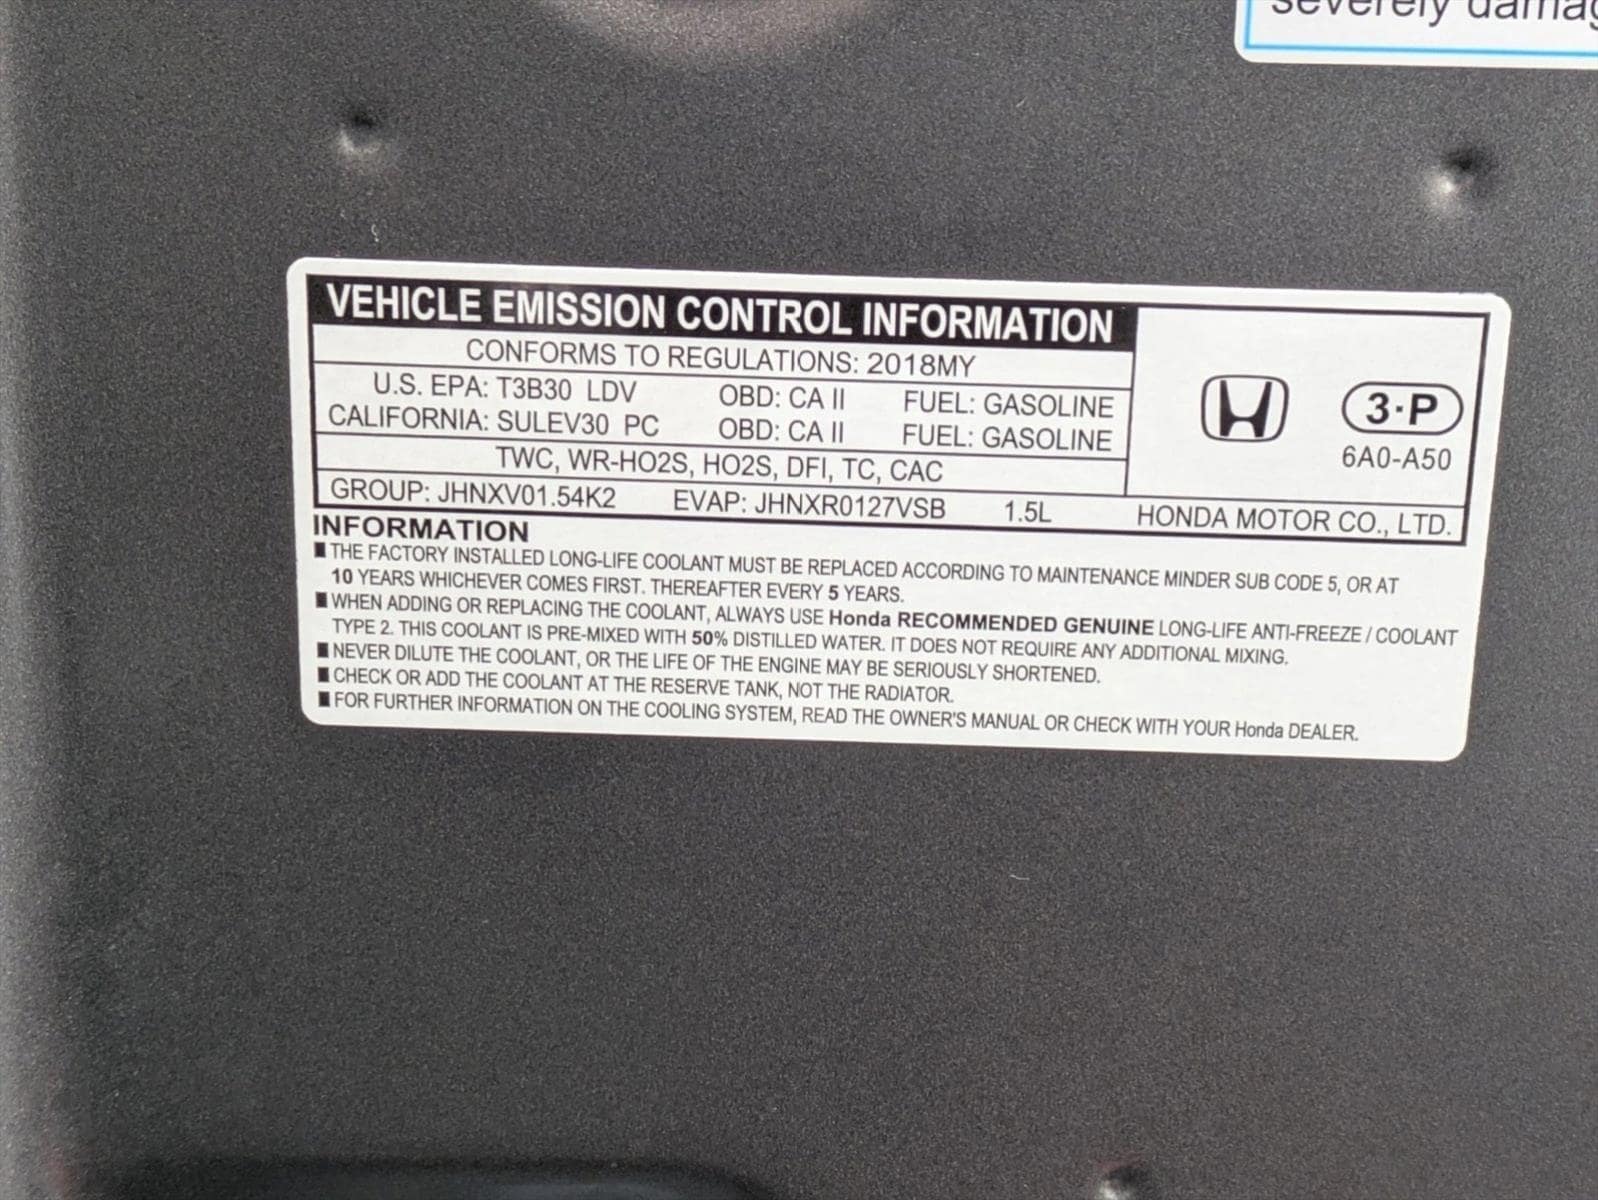 severely damag
VEHICLE EMISSION CONTROL INFORMATION
CONFORMS TO REGULATIONS: 2018MY
U.S. EPA: T3B30 LDV OBD: CA II FUEL: GASOLINE
CALIFORNIA: SULEV30 PC OBD: CA II FUEL: GASOLINE
3·P
6A0-A50
TWC, WR-HO2S, HO2S, DFI, TC, CAC
GROUP: JHNXV01.54K2 EVAP: JHNXR0127VSB 1.5L HONDA MOTOR CO., LTD.
INFORMATION
■ THE FACTORY INSTALLED LONG-LIFE COOLANT MUST BE REPLACED ACCORDING TO MAINTENANCE MINDER SUB CODE 5, OR AT
10 YEARS WHICHEVER COMES FIRST. THEREAFTER EVERY 5 YEARS.
■ WHEN ADDING OR REPLACING THE COOLANT, ALWAYS USE Honda RECOMMENDED GENUINE LONG-LIFE ANTI-FREEZE / COOLANT
TYPE 2. THIS COOLANT IS PRE-MIXED WITH 50% DISTILLED WATER. IT DOES NOT REQUIRE ANY ADDITIONAL MIXING.
■ NEVER DILUTE THE COOLANT, OR THE LIFE OF THE ENGINE MAY BE SERIOUSLY SHORTENED.
■ CHECK OR ADD THE COOLANT AT THE RESERVE TANK, NOT THE RADIATOR.
■ FOR FURTHER INFORMATION ON THE COOLING SYSTEM, READ THE OWNER'S MANUAL OR CHECK WITH YOUR Honda DEALER.